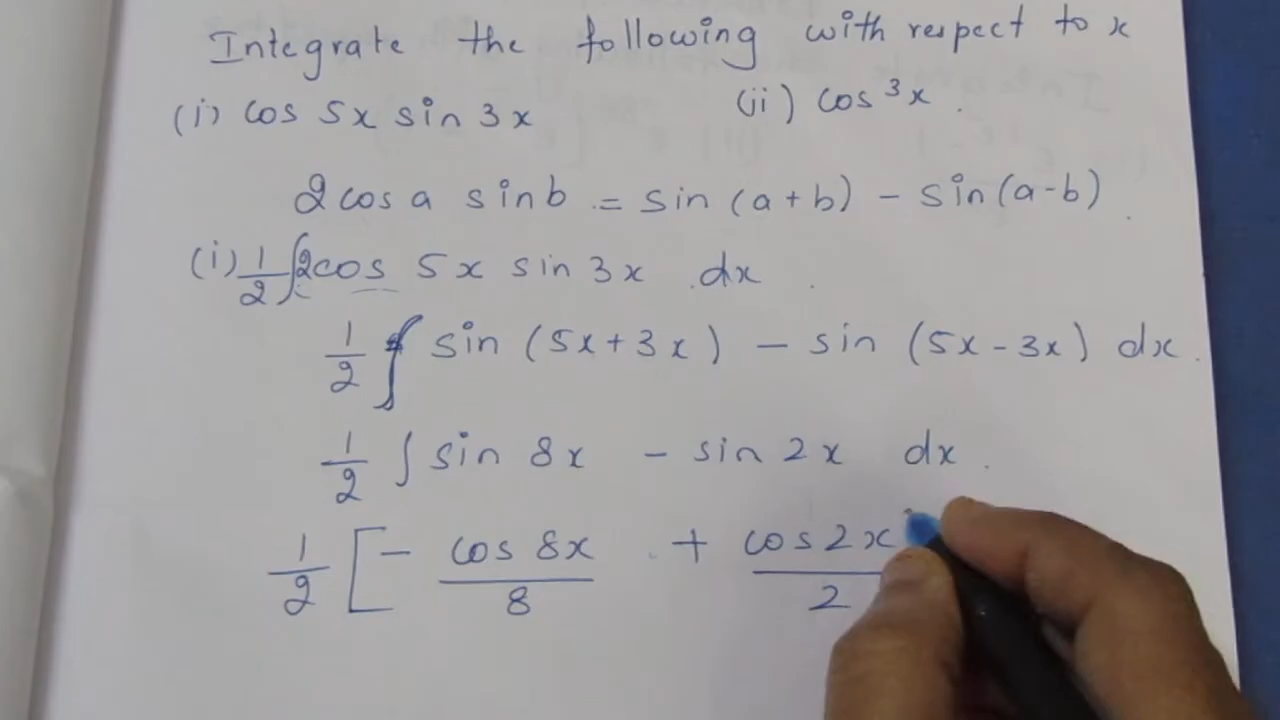 Integrate the following with respect to x
(i) cos 5x sin 3x (ii) cos³x .
2 cos a sin b = sin (a+b) - sin (a-b)
(i) 1/2 ∫ 2cos 5x sin 3x dx
1/2 ∫ sin (5x+3x) - sin (5x-3x) dx .
1/2 ∫ sin 8x - sin 2x dx .
1/2 [ - cos 8x/8 + cos 2x/2